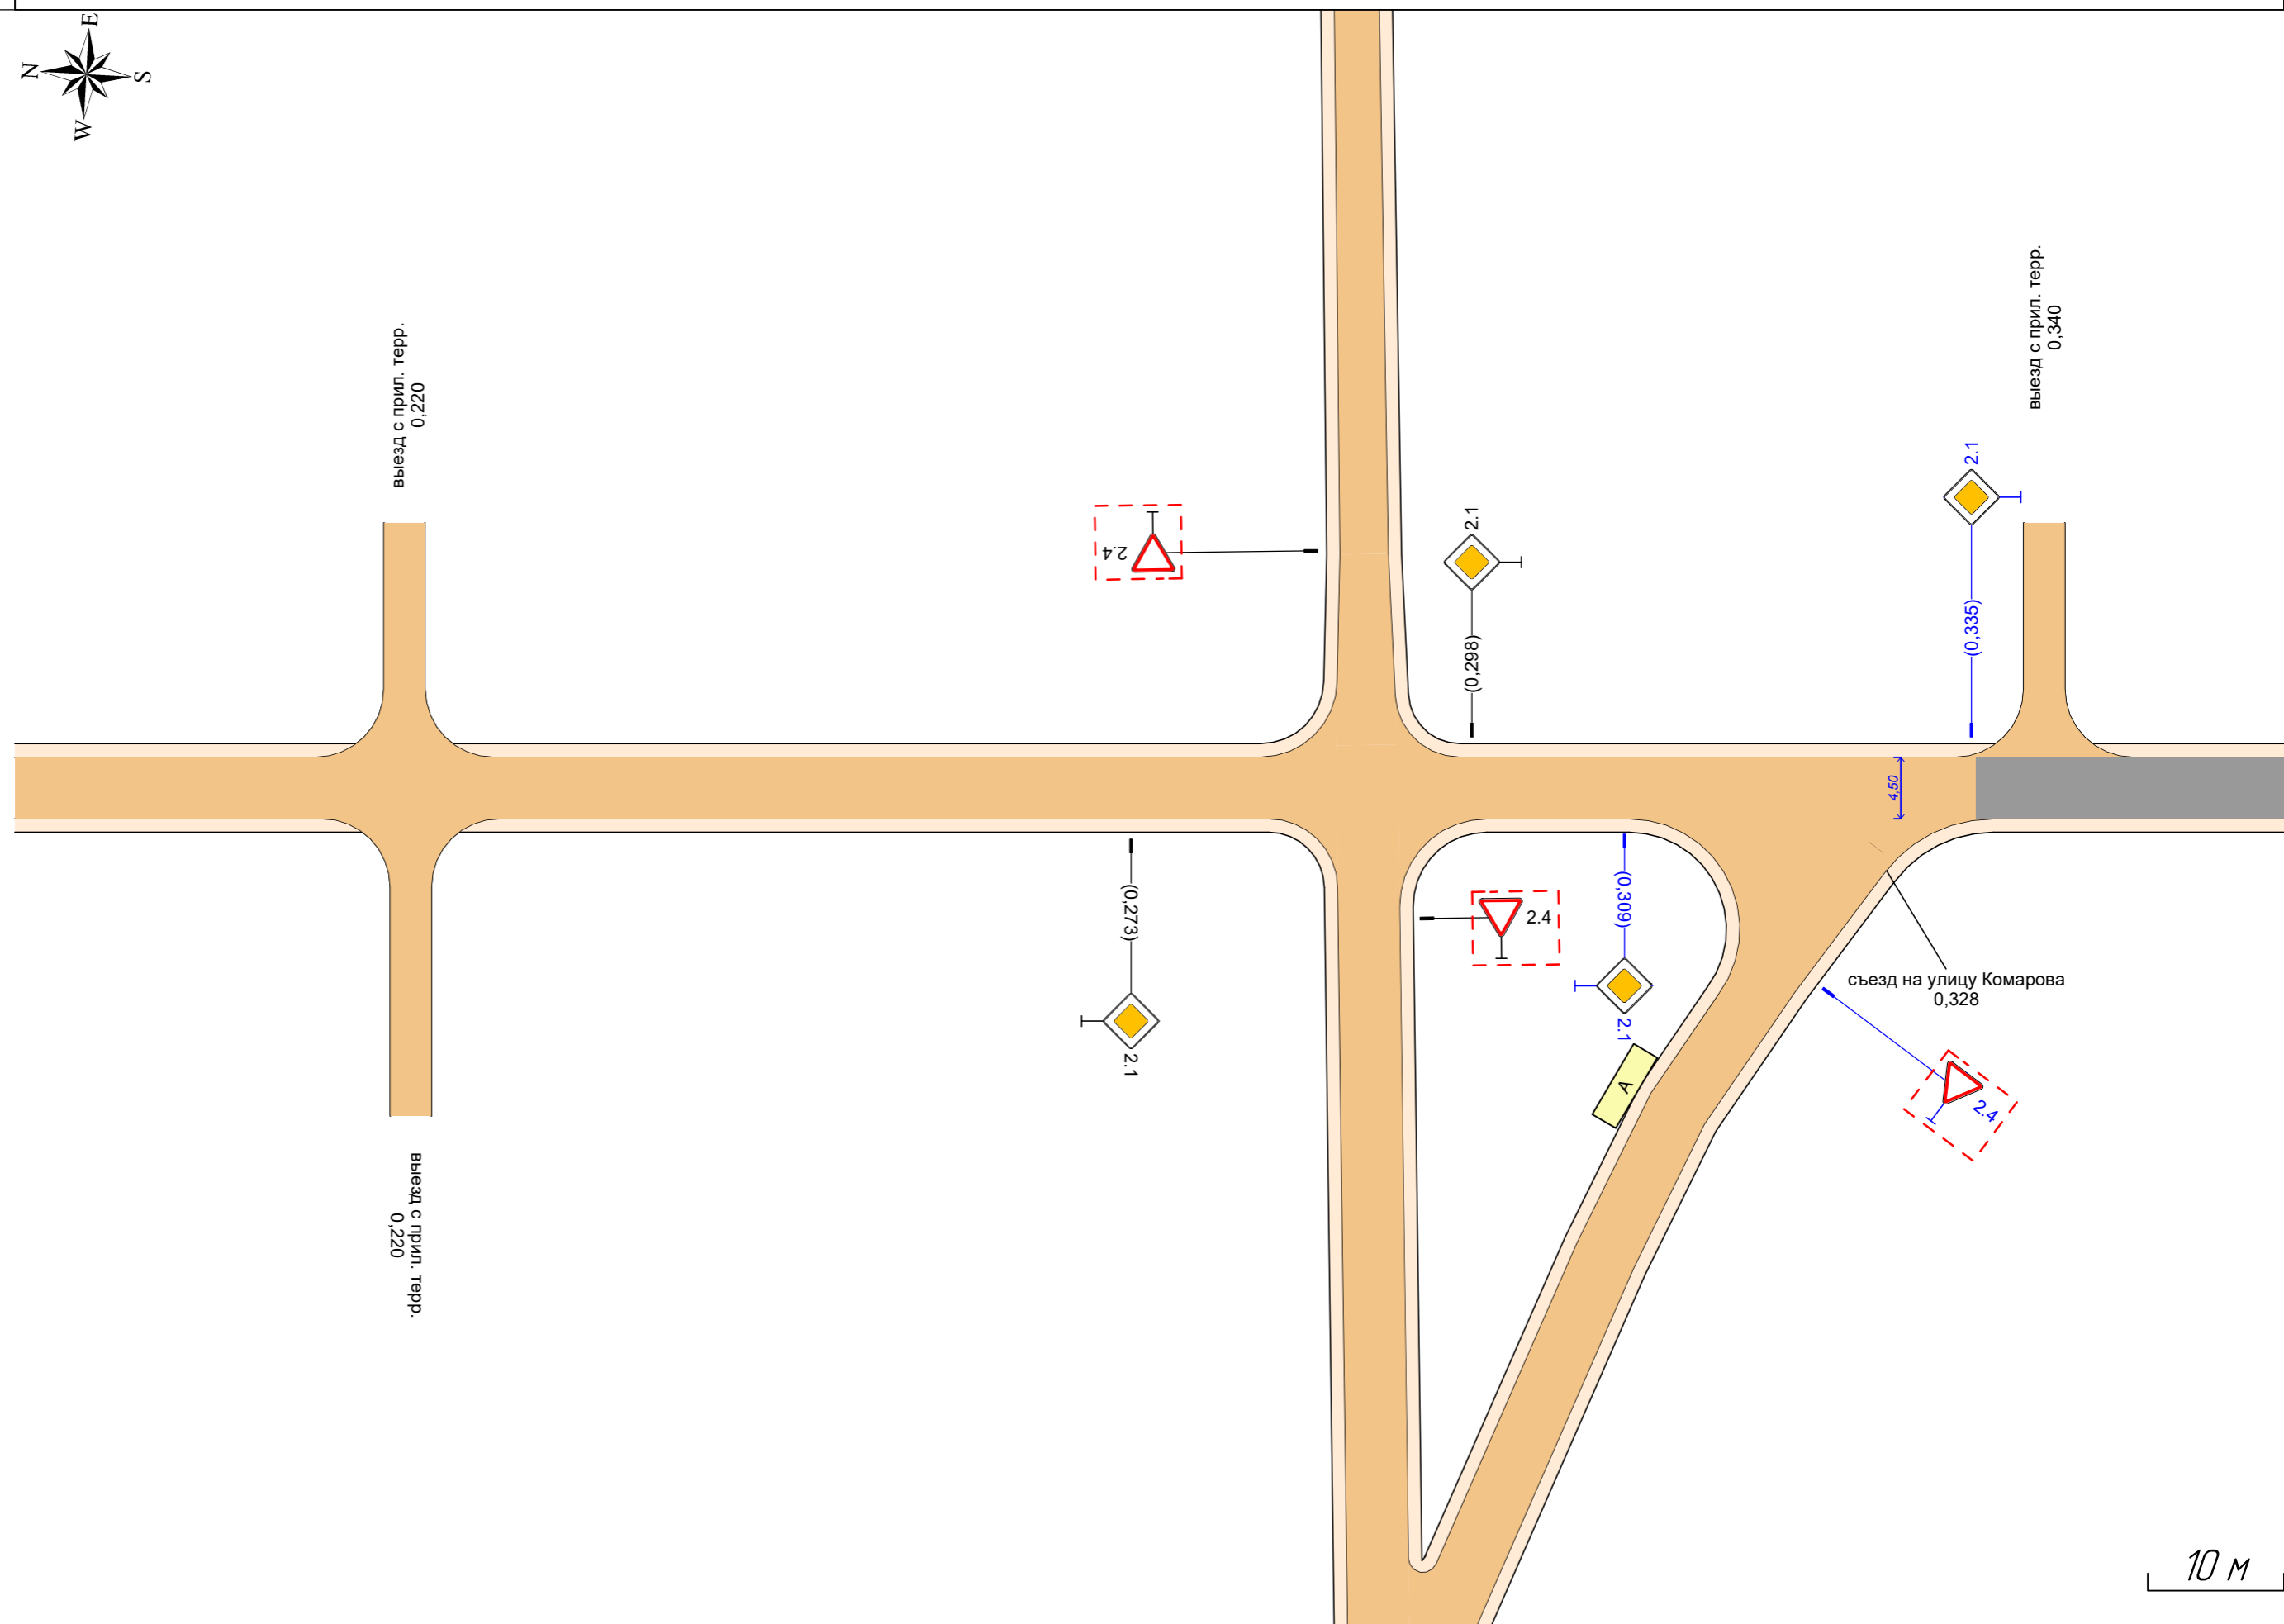 E
N
S
W
выезд с прил. терр.
0,220
2.4
2.1
(0,298)
2.1
(0,335)
выезд с прил. терр.
0,340
4,50
(0,273)
2.1
2.4
(0,309)
2.1
A
съезд на улицу Комарова
0,328
2.4
выезд с прил. терр.
0,220
10 м